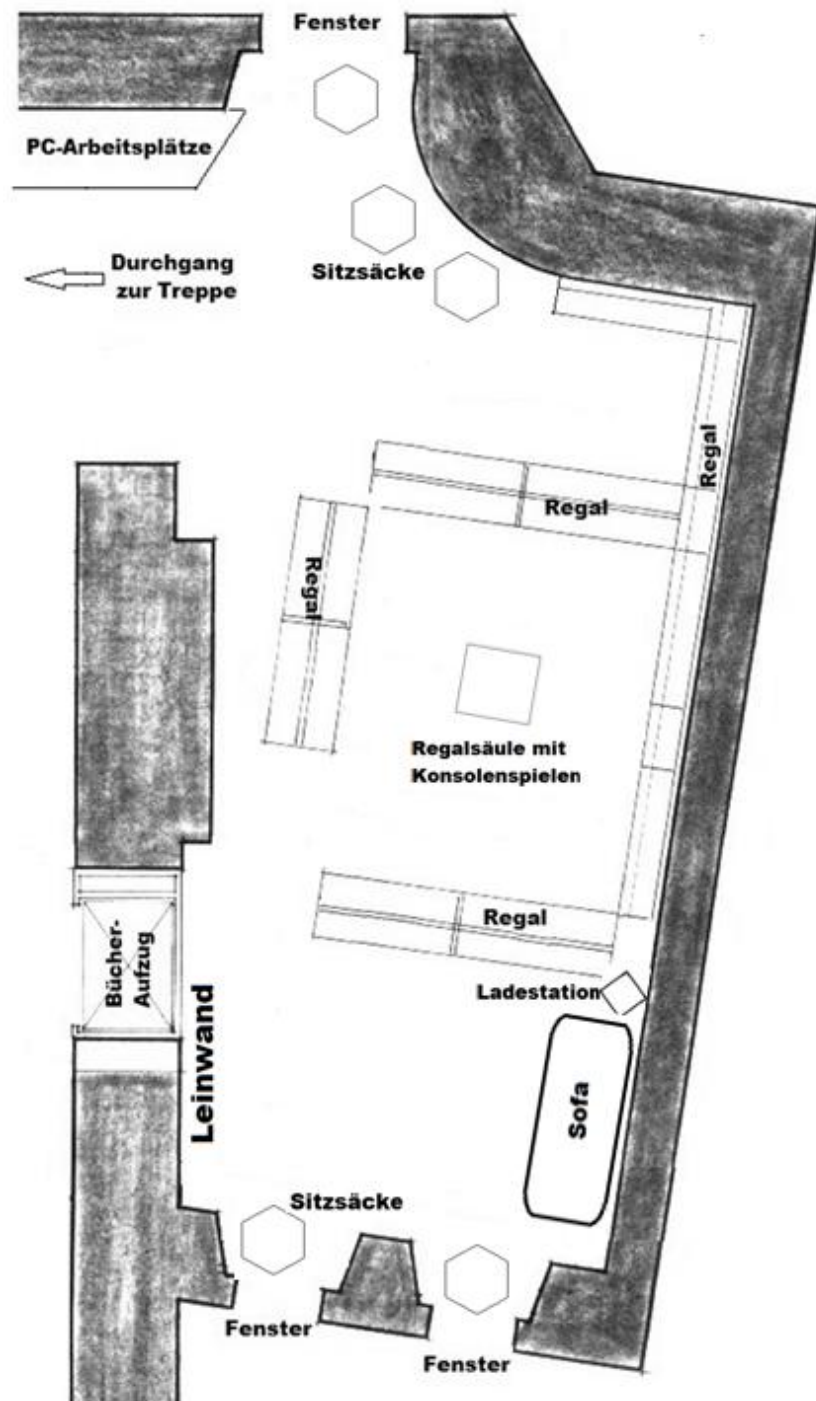 Fenster
PC-Arbeitsplätze
Durchgang
zur Treppe
Sitzsäcke
Regal
Regal
Regal
Regalsäule mit
Konsolenspielen
Regal
Bücher-
Aufzug
Ladestation
Leinwand
Sofa
Sitzsäcke
Fenster
Fenster